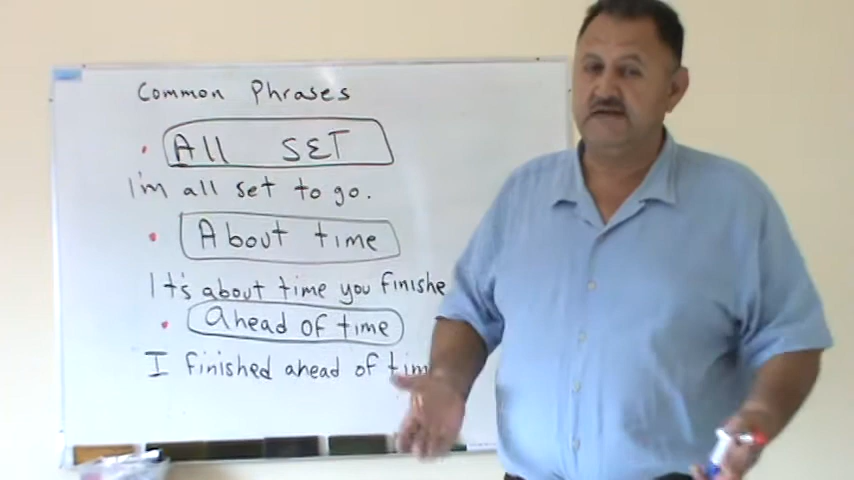 Common Phrases
All SET
I'm all set to go.
About time
It's about time you finishe
Ahead of time
I finished ahead of tim